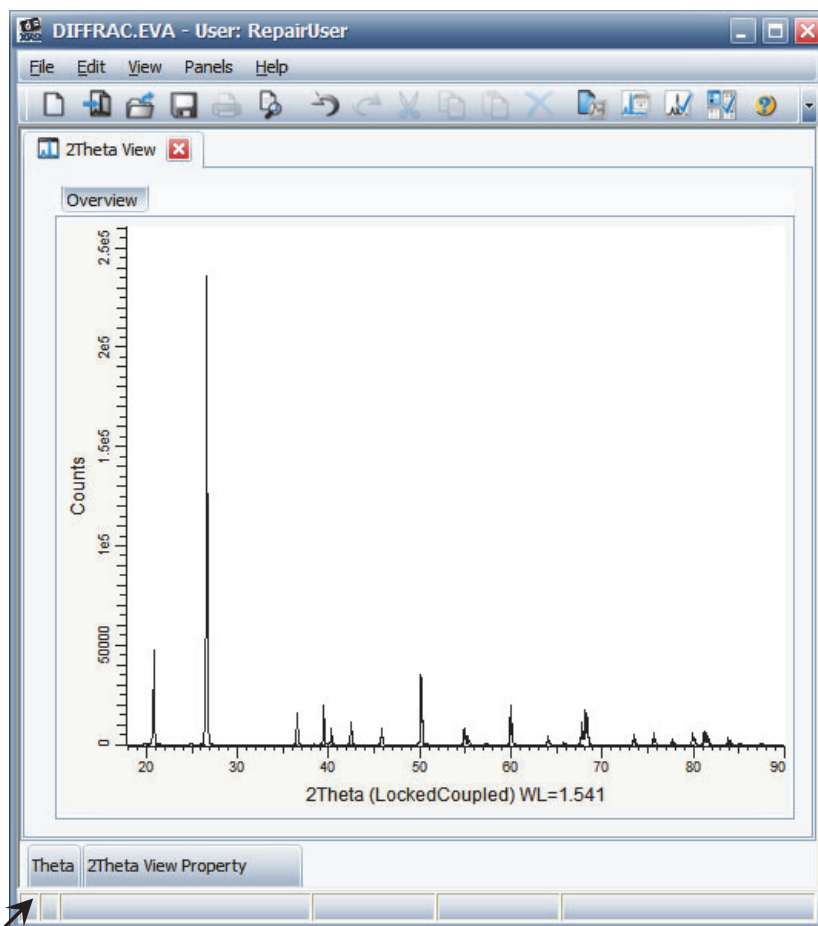 DIFFRAC.EVA - User: RepairUser
File Edit View Panels Help
2Theta View
Overview
2.5e5
2e5
1.5e5
1e5
50000
0
Counts
20 30 40 50 60 70 80 90
2Theta (LockedCoupled) WL=1.541
Theta 2Theta View Property